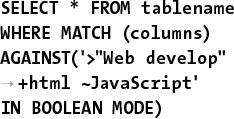 SELECT * FROM tablename
WHERE MATCH (columns)
AGAINST('>"Web develop"
→ +html ~JavaScript'
IN BOOLEAN MODE)